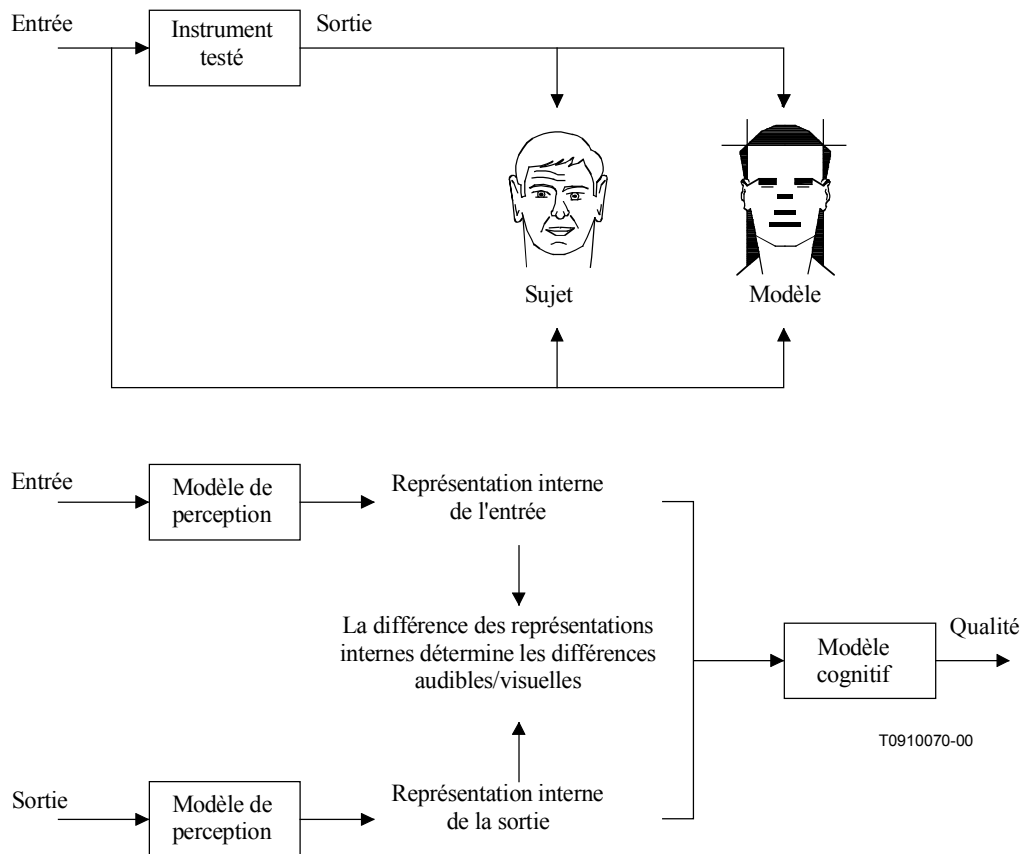 Entrée
Instrument
testé
Sortie
Sujet
Modèle
Entrée
Modèle de
perception
Représentation interne
de l'entrée
La différence des représentations
internes détermine les différences
audibles/visuelles
Modèle
cognitif
Qualité
T0910070-00
Sortie
Modèle de
perception
Représentation interne
de la sortie